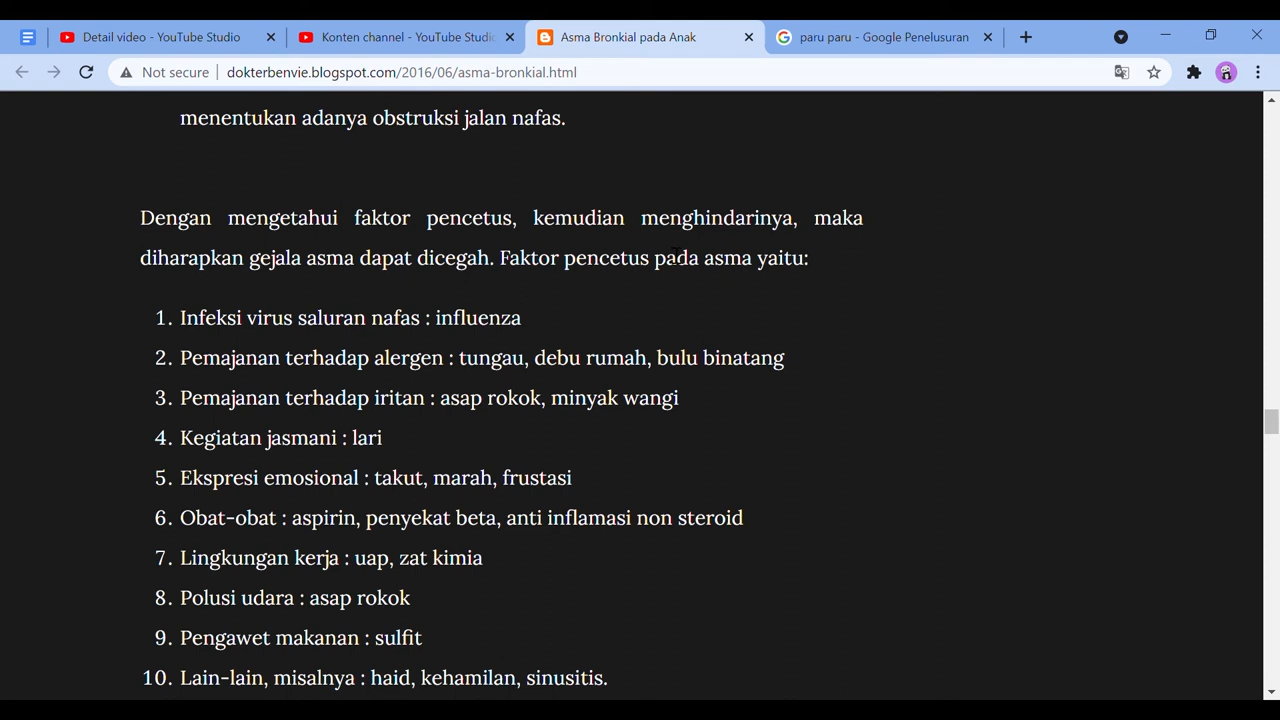 Detail video - YouTube Studio
Konten channel - YouTube Studi
Asma Bronkial pada Anak
paru paru - Google Penelusuran
Not secure
dokterbenvie.blogspot.com/2016/06/asma-bronkial.html
menentukan adanya obstruksi jalan nafas.
Dengan mengetahui faktor pencetus, kemudian menghindarinya, maka
diharapkan gejala asma dapat dicegah. Faktor pencetus pada asma yaitu:
1. Infeksi virus saluran nafas : influenza
2. Pemajanan terhadap alergen : tungau, debu rumah, bulu binatang
3. Pemajanan terhadap iritan : asap rokok, minyak wangi
4. Kegiatan jasmani : lari
5. Ekspresi emosional : takut, marah, frustasi
6. Obat-obat : aspirin, penyekat beta, anti inflamasi non steroid
7. Lingkungan kerja : uap, zat kimia
8. Polusi udara : asap rokok
9. Pengawet makanan : sulfit
10. Lain-lain, misalnya : haid, kehamilan, sinusitis.